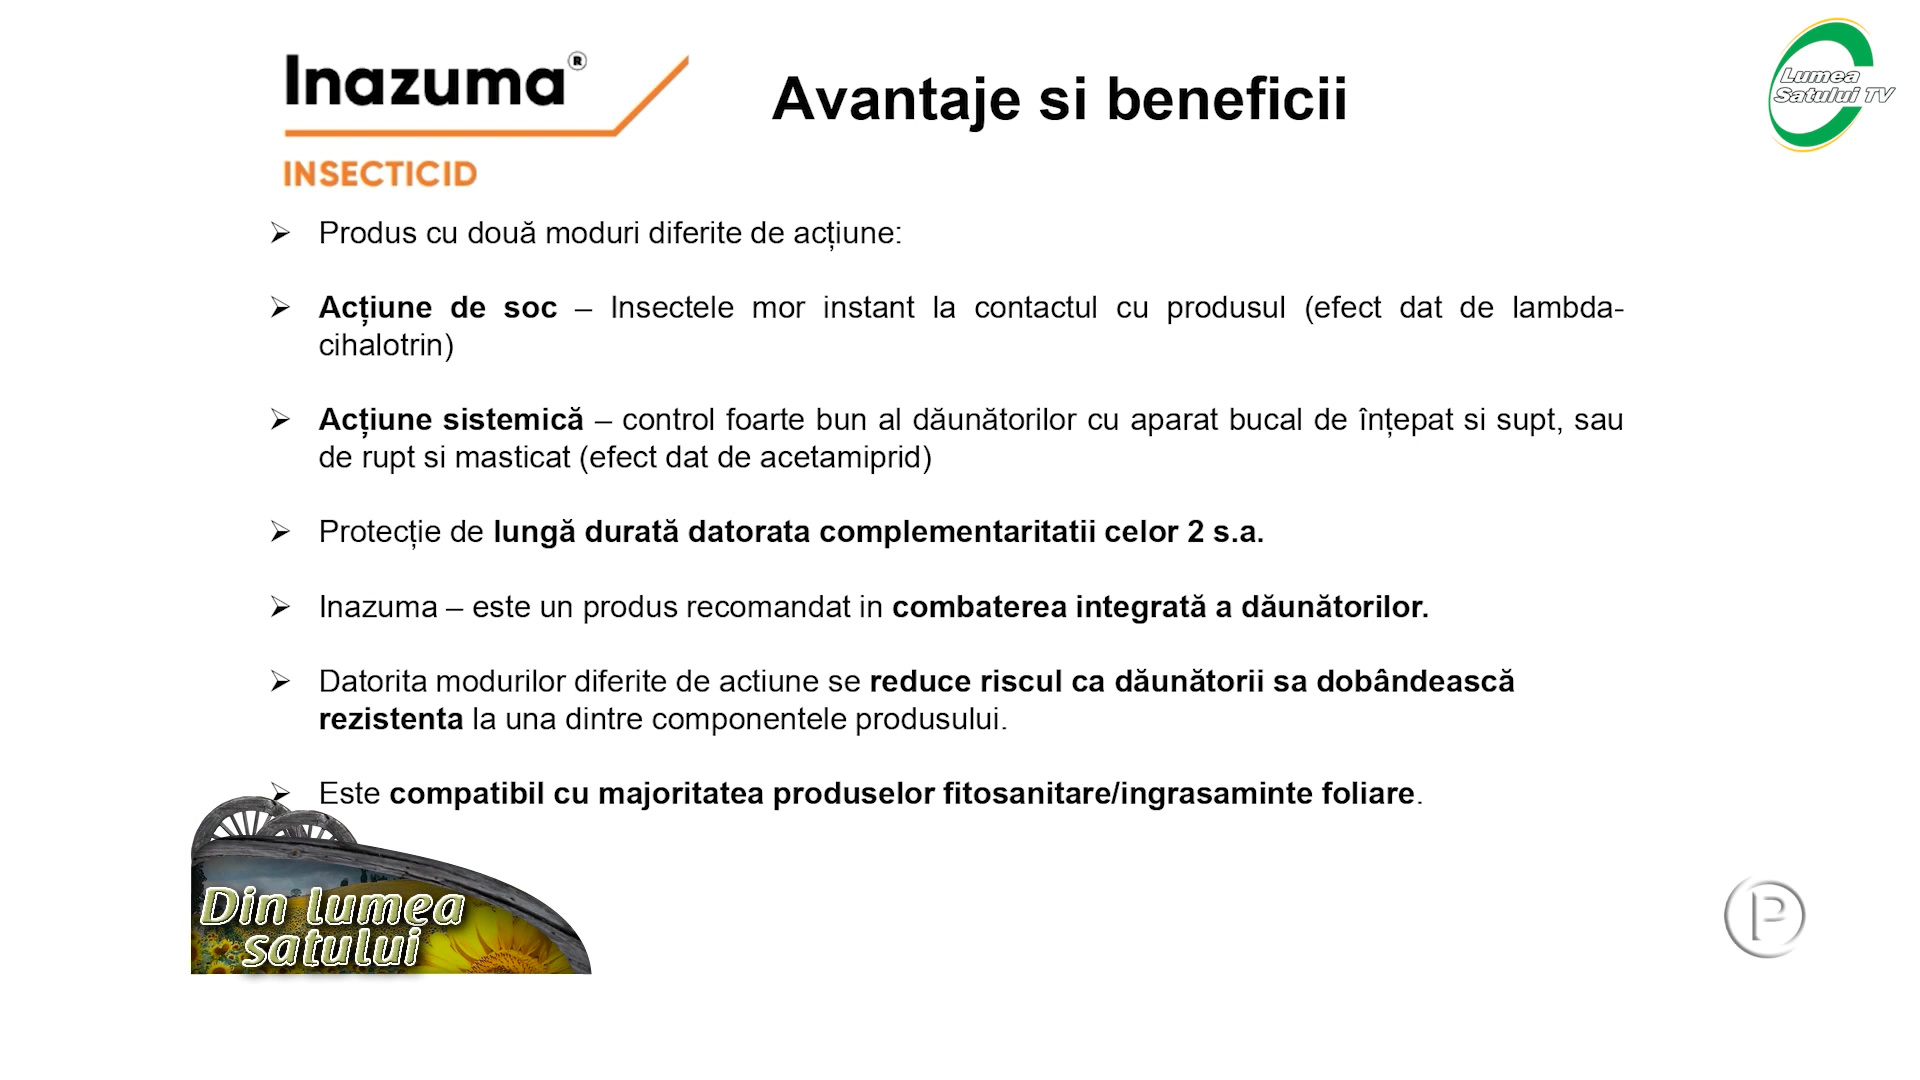 Inazuma®
INSECTICID
Avantaje si beneficii
Lumea
Satului TV
➢ Produs cu două moduri diferite de acțiune:
➢ Acțiune de soc – Insectele mor instant la contactul cu produsul (efect dat de lambda-
cihalotrin)
➢ Acțiune sistemică – control foarte bun al dăunătorilor cu aparat bucal de înțepat si supt, sau
de rupt si masticat (efect dat de acetamiprid)
➢ Protecție de lungă durată datorata complementaritatii celor 2 s.a.
➢ Inazuma – este un produs recomandat in combaterea integrată a dăunătorilor.
➢ Datorita modurilor diferite de actiune se reduce riscul ca dăunătorii sa dobândească
rezistenta la una dintre componentele produsului.
➢ Este compatibil cu majoritatea produselor fitosanitare/ingrasaminte foliare.
Din lumea
satului
P